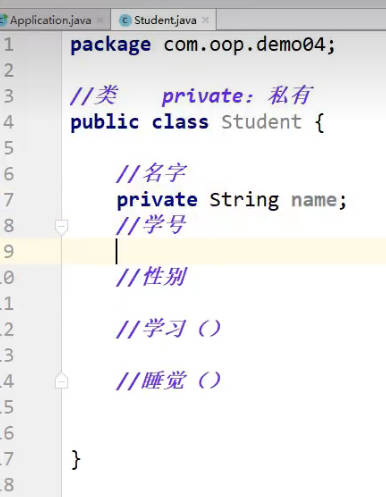 Application.java × Student.java ×
1 package com.oop.demo04;
2
3 //类 private：私有
4 public class Student {
5
6 //名字
7 private String name;
8 //学号
9
10 //性别
11
12 //学习（）
13
14 //睡觉（）
15
16
17 }
18